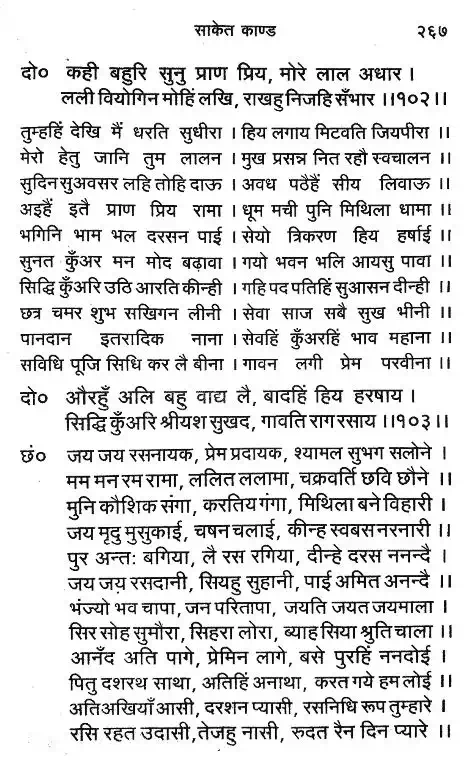 साकेत काण्ड २६७
दो० कही बहुरि सुनु प्राण प्रिय, मोरे लाल अधार ।
लली वियोगिन मोहिं लखि, राखहु निजहि सँभार ।।१०२।।
तुम्हहिं देखि मैं धरति सुधीरा । हिय लगाय मिटवति जियपीरा ।।
मेरो हेतु जानि तुम लालन । मुख प्रसन्न नित रहौ स्वचालन ।।
सुदिन सुअवसर लहि तोहि दाऊ । अवध पठैहैं सीय लिवाऊ ।।
अइहैं इतै प्राण प्रिय रामा । धूम मची पुनि मिथिला धामा ।।
भगिनि भाम भल दरसन पाई । सेयो त्रिकरण हिय हर्षाई ।।
सुनत कुँअर मन मोद बढ़ावा । गयो भवन भलि आयसु पावा ।।
सिद्धि कुँअरि उठि आरति कीन्ही । गहि पद पतिहिं सुआसन दीन्ही ।।
छत्र चमर शुभ सखिगन लीनी । सेवा साज सबै सुख भीनी ।।
पानदान इतरादिक नाना । सेवहिं कुँअरहिं भाव महाना ।।
सविधि पूजि सिधि कर लै बीना । गावन लगी प्रेम परवीना ।।
दो० औरहुँ अलि बहु वाद्य लै, बादहिं हिय हरषाय ।
सिद्धि कुँअरि श्रीयश सुखद, गावति राग रसाय ।।१०३।।
छं० जय जय रसनायक, प्रेम प्रदायक, श्यामल सुभग सलोने ।
मम मन रम रामा, ललित ललामा, चक्रवर्ति छवि छौने ।।
मुनि कौशिक संगा, करतिय गंगा, मिथिला बने विहारी ।
जय मृदु मुसुकाई, चषन चलाई, कीन्ह स्वबस नरनारी ।।
पुर अन्त: बगिया, लै रस रगिया, दीन्हे दरस ननन्दै ।
जय जय रसदानी, सियहु सुहानी, पाई अमित अनन्दै ।।
भंज्यो भव चापा, जन परितापा, जयति जयत जयमाला ।
सिर सोह सुमौरा, सिहरा लोरा, ब्याह सिया श्रुति चाला ।।
आनँद अति पागे, प्रेमिन लागे, बसे पुरहिं ननदोई ।
पितु दशरथ साथा, अतिहिं अनाथा, करत गये हम लोई ।।
अति अखियाँ आसी, दरशन प्यासी, रसनिधि रूप तुम्हारे ।
रसि रहत उदासी, तेजहु नासी, रुदत रैन दिन प्यारे ।।